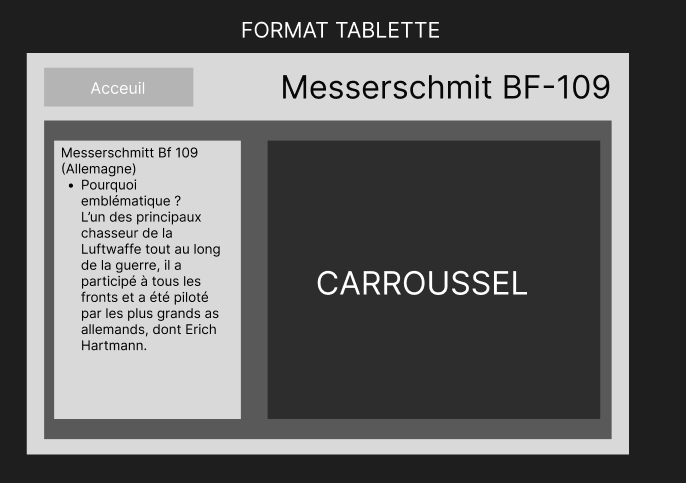 FORMAT TABLETTE
Acceuil
Messerschmit BF-109
Messerschmitt Bf 109
(Allemagne)
• Pourquoi
emblématique ?
L'un des principaux
chasseur de la
Luftwaffe tout au long
de la guerre, il a
participé à tous les
fronts et a été piloté
par les plus grands as
allemands, dont Erich
Hartmann.
CARROUSSEL